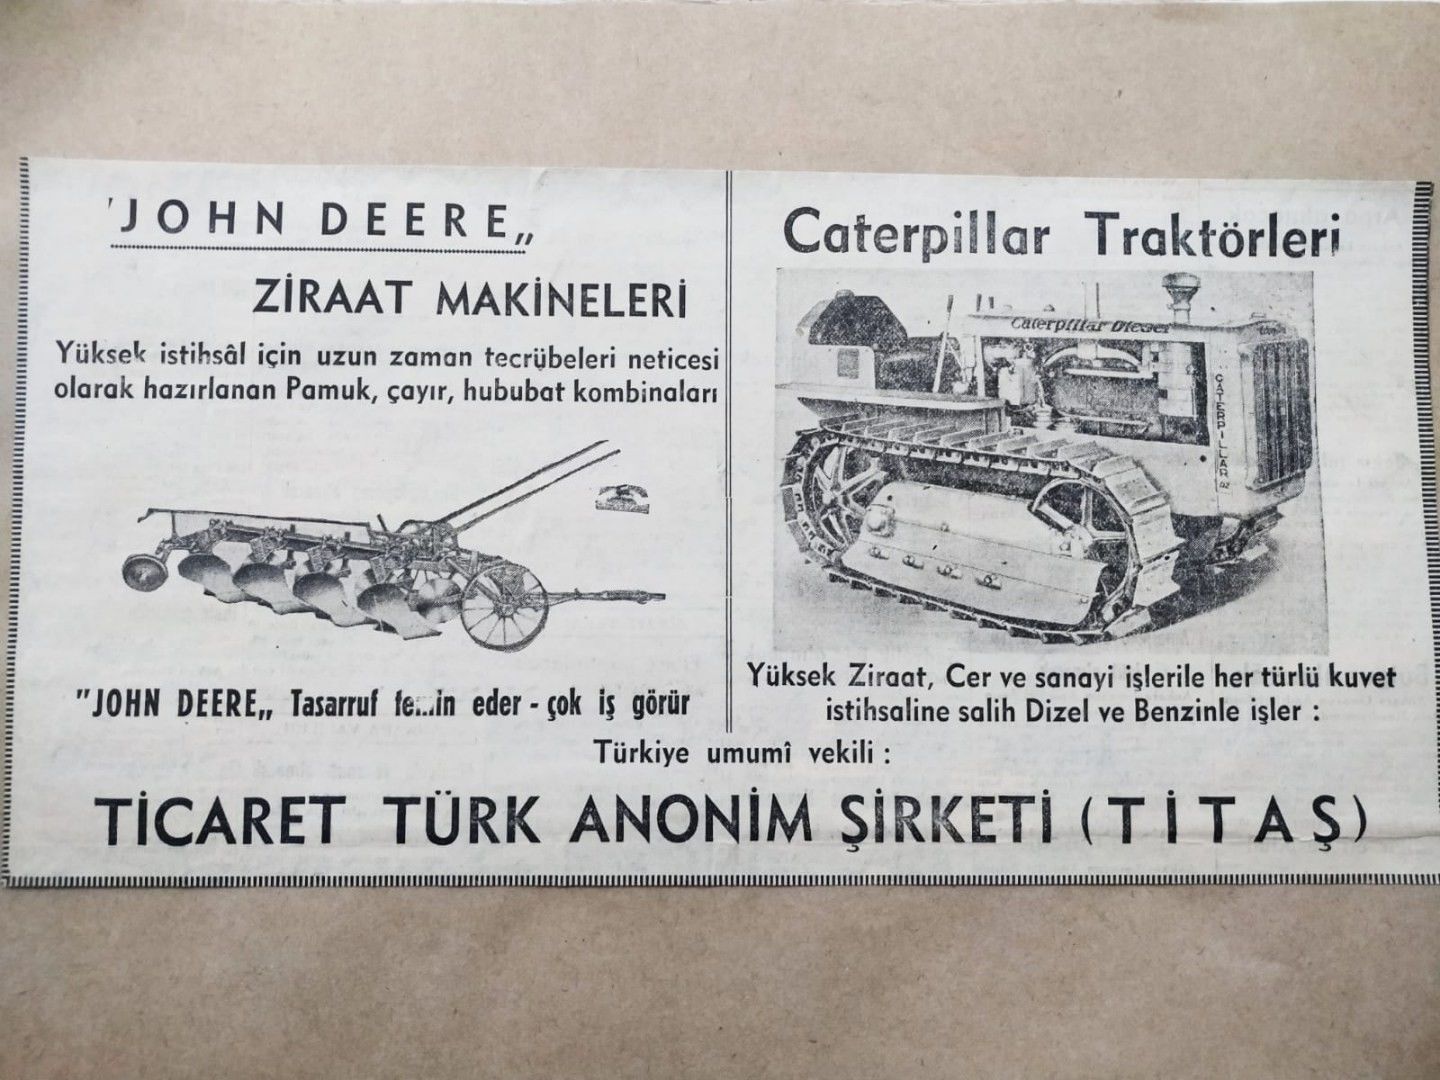 "JOHN DEERE„
ZİRAAT MAKİNELERİ
Yüksek istihsâl için uzun zaman tecrübeleri neticesi
olarak hazırlanan Pamuk, çayır, hububat kombinaları
"JOHN DEERE„ Tasarruf eder - çok iş görür
Caterpillar Traktörleri
Caterpillar Diesel
CATERPILLAR
Yüksek Ziraat, Cer ve sanayi işlerile her türlü kuvet
istihsaline salih Dizel ve Benzinle işler :
Türkiye umumî vekili :
TİCARET TÜRK ANONİM ŞİRKETİ (TİTAŞ)